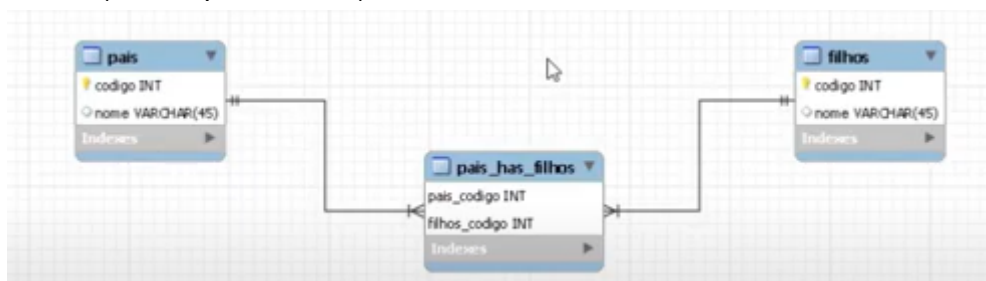 pais
codigo INT
nome VARCHAR(45)
Indexes
filhos
codigo INT
nome VARCHAR(45)
Indexes
pais_has_filhos
pais_codigo INT
filhos_codigo INT
Indexes